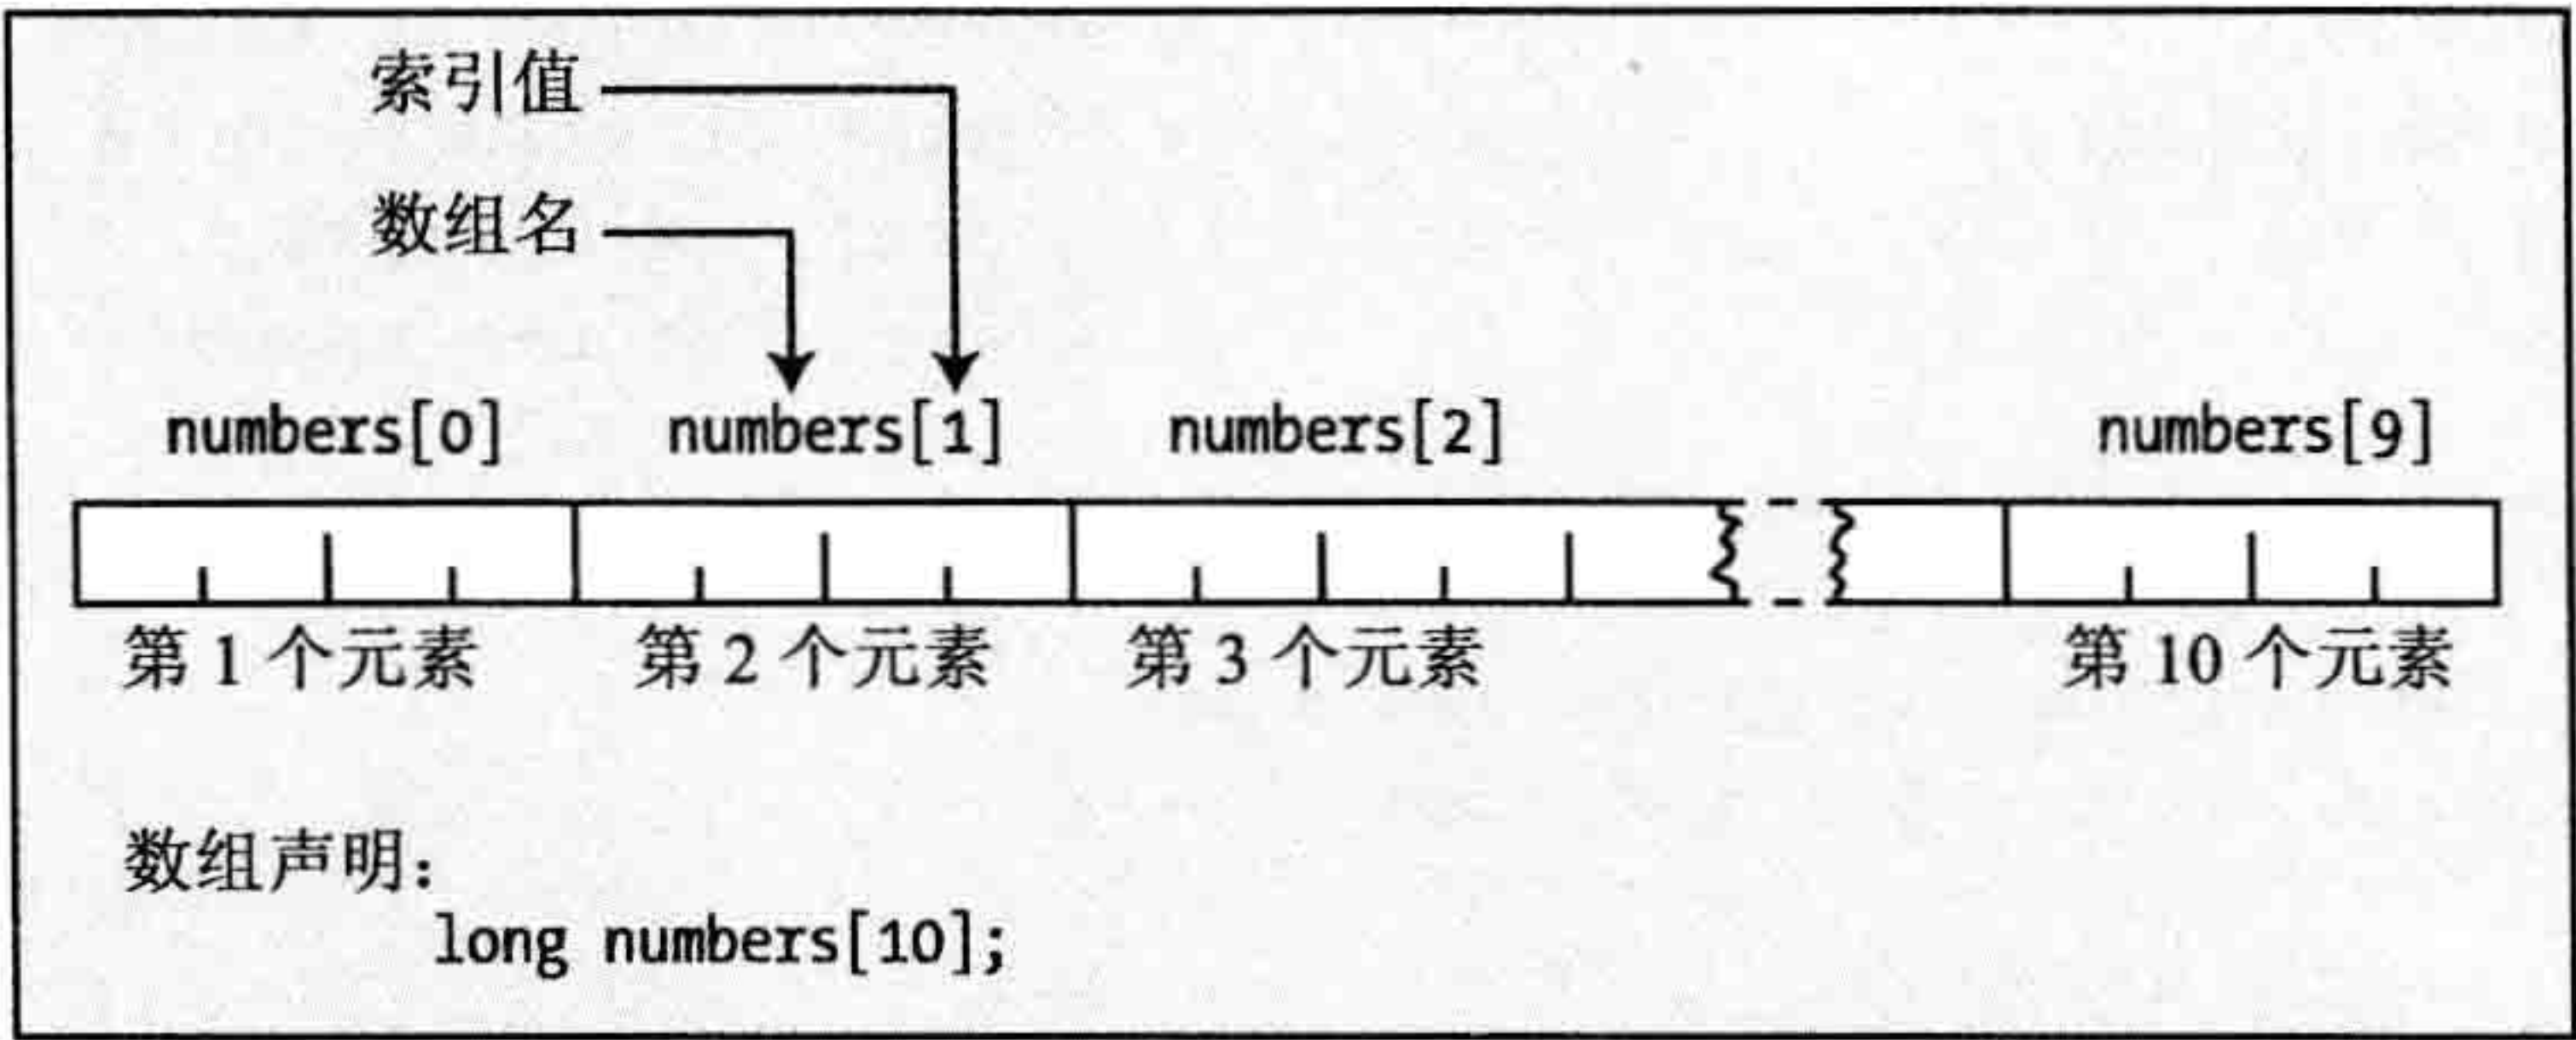 索引值
数组名
numbers[0] numbers[1] numbers[2] numbers[9]
第 1 个元素 第 2 个元素 第 3 个元素 第 10 个元素
数组声明：
long numbers[10];